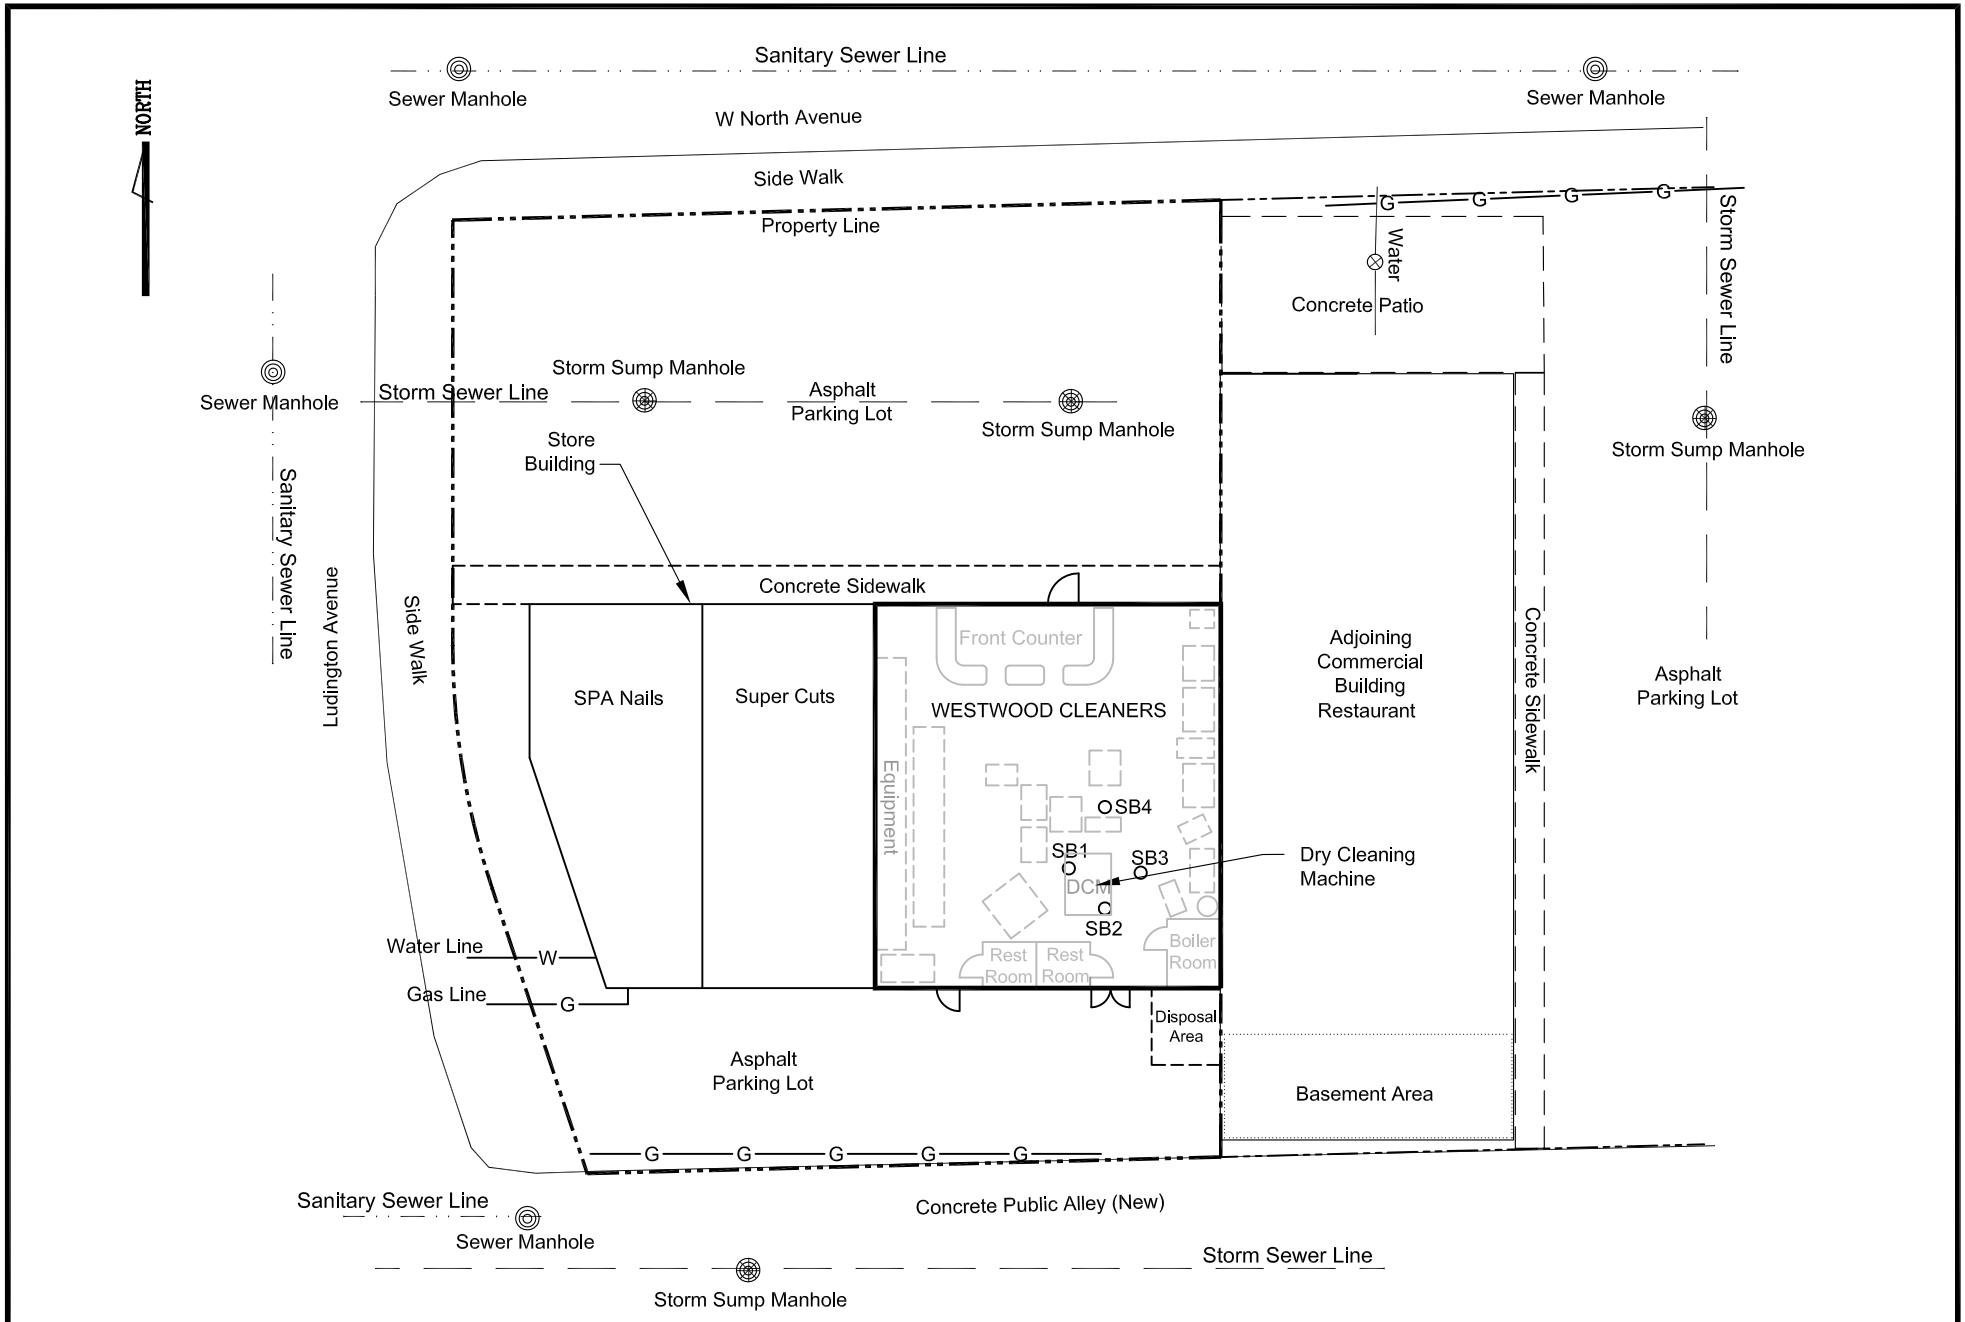 Sanitary Sewer Line
Sewer Manhole
Sewer Manhole
NORTH
W North Avenue
Side Walk
Property Line
G G G G
Water
Concrete Patio
Storm Sewer Line
Storm Sump Manhole
Storm Sewer Line
Asphalt
Parking Lot
Storm Sump Manhole
Sewer Manhole
Storm Sump Manhole
Store
Building
Sanitary Sewer Line
Ludington Avenue
Side Walk
Concrete Sidewalk
Front Counter
SPA Nails
Super Cuts
WESTWOOD CLEANERS
Adjoining
Commercial
Building
Restaurant
Concrete Sidewalk
Asphalt
Parking Lot
Equipment
SB4
SB1
SB3
DCM
SB2
Dry Cleaning
Machine
Rest
Room
Rest
Room
Boiler
Room
Water Line
W
Gas Line
G
Disposal
Area
Asphalt
Parking Lot
Basement Area
G G G G G
Sanitary Sewer Line
Sewer Manhole
Concrete Public Alley (New)
Storm Sewer Line
Storm Sump Manhole